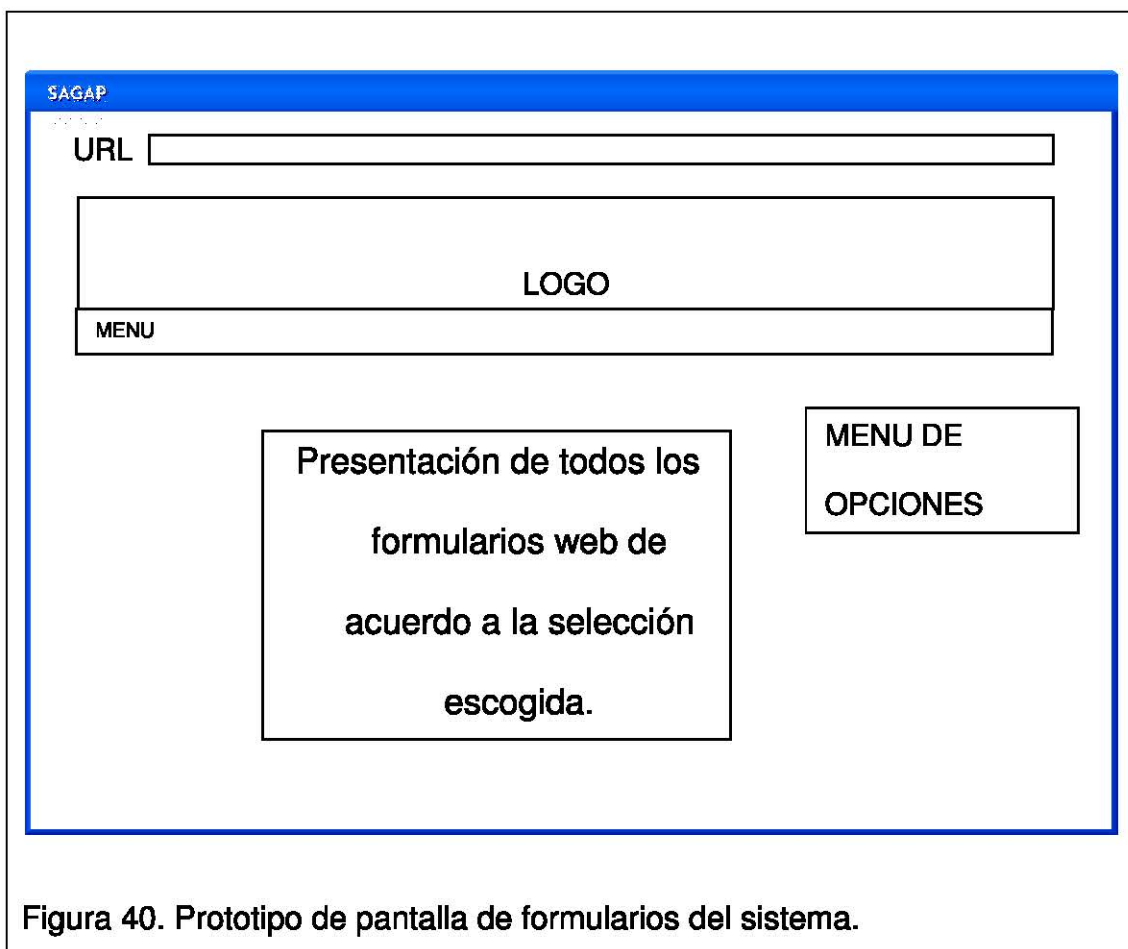 SAGAP
URL
LOGO
MENU
MENU DE
OPCIONES
Presentación de todos los
formularios web de
acuerdo a la selección
escogida.
Figura 40. Prototipo de pantalla de formularios del sistema.